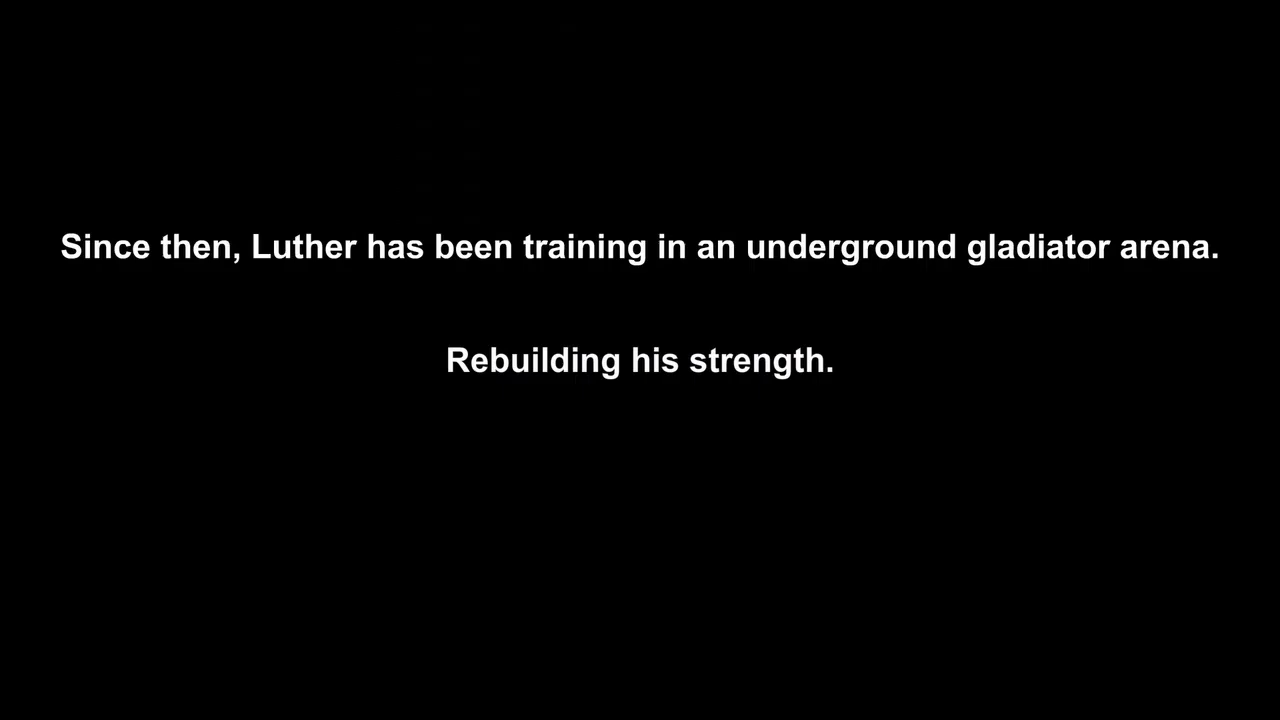 Since then, Luther has been training in an underground gladiator arena.
Rebuilding his strength.